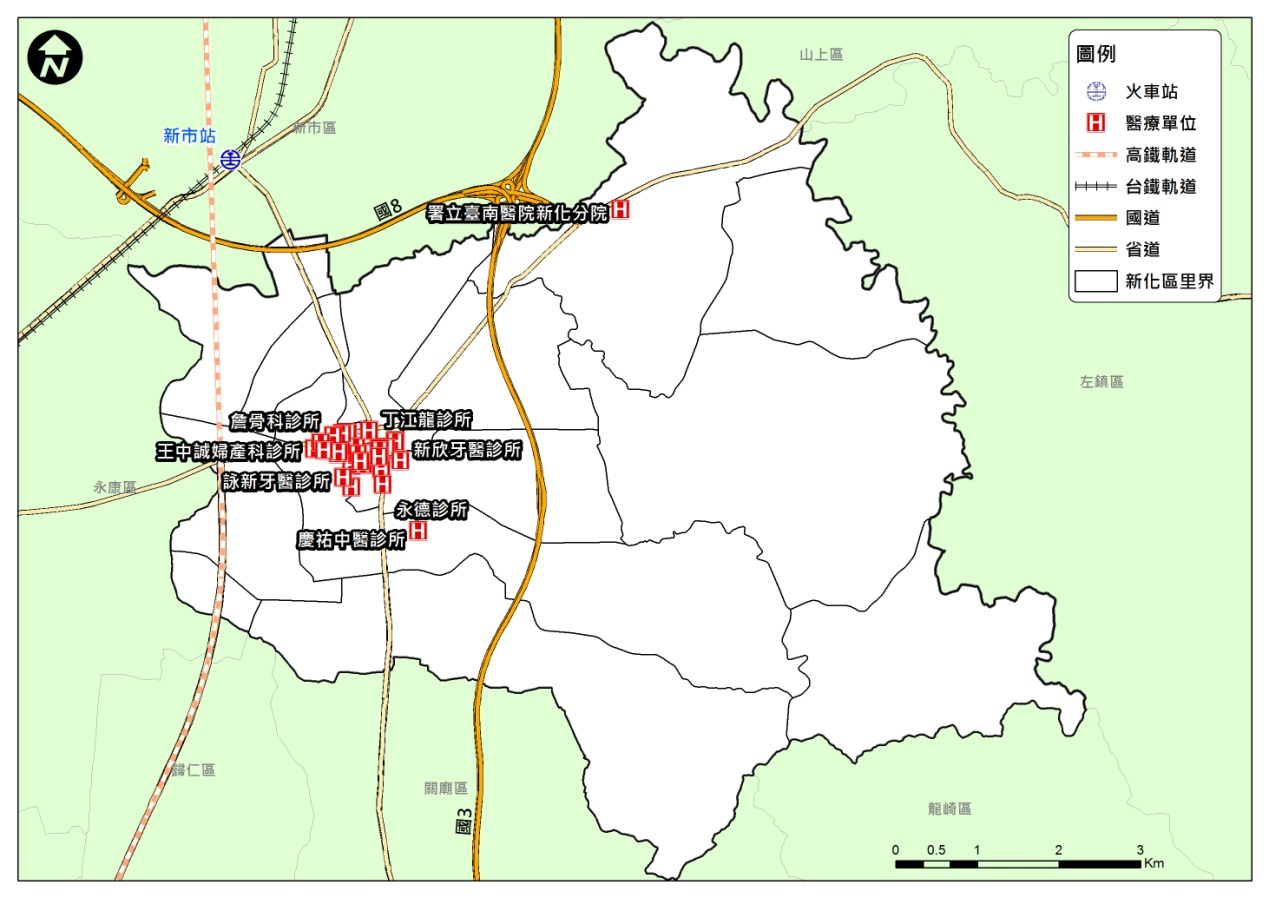 N
山上區
圖例
火車站
醫療單位
高鐵軌道
台鐵軌道
國道
省道
新化區里界
新市站
新市區
國8
署立臺南醫院新化分院
左鎮區
詹骨科診所
丁江龍診所
王中誠婦產科診所
新欣牙醫診所
詠新牙醫診所
永康區
永德診所
慶祐中醫診所
歸仁區
關廟區
龍崎區
國3
0 0.5 1 2 3
Km